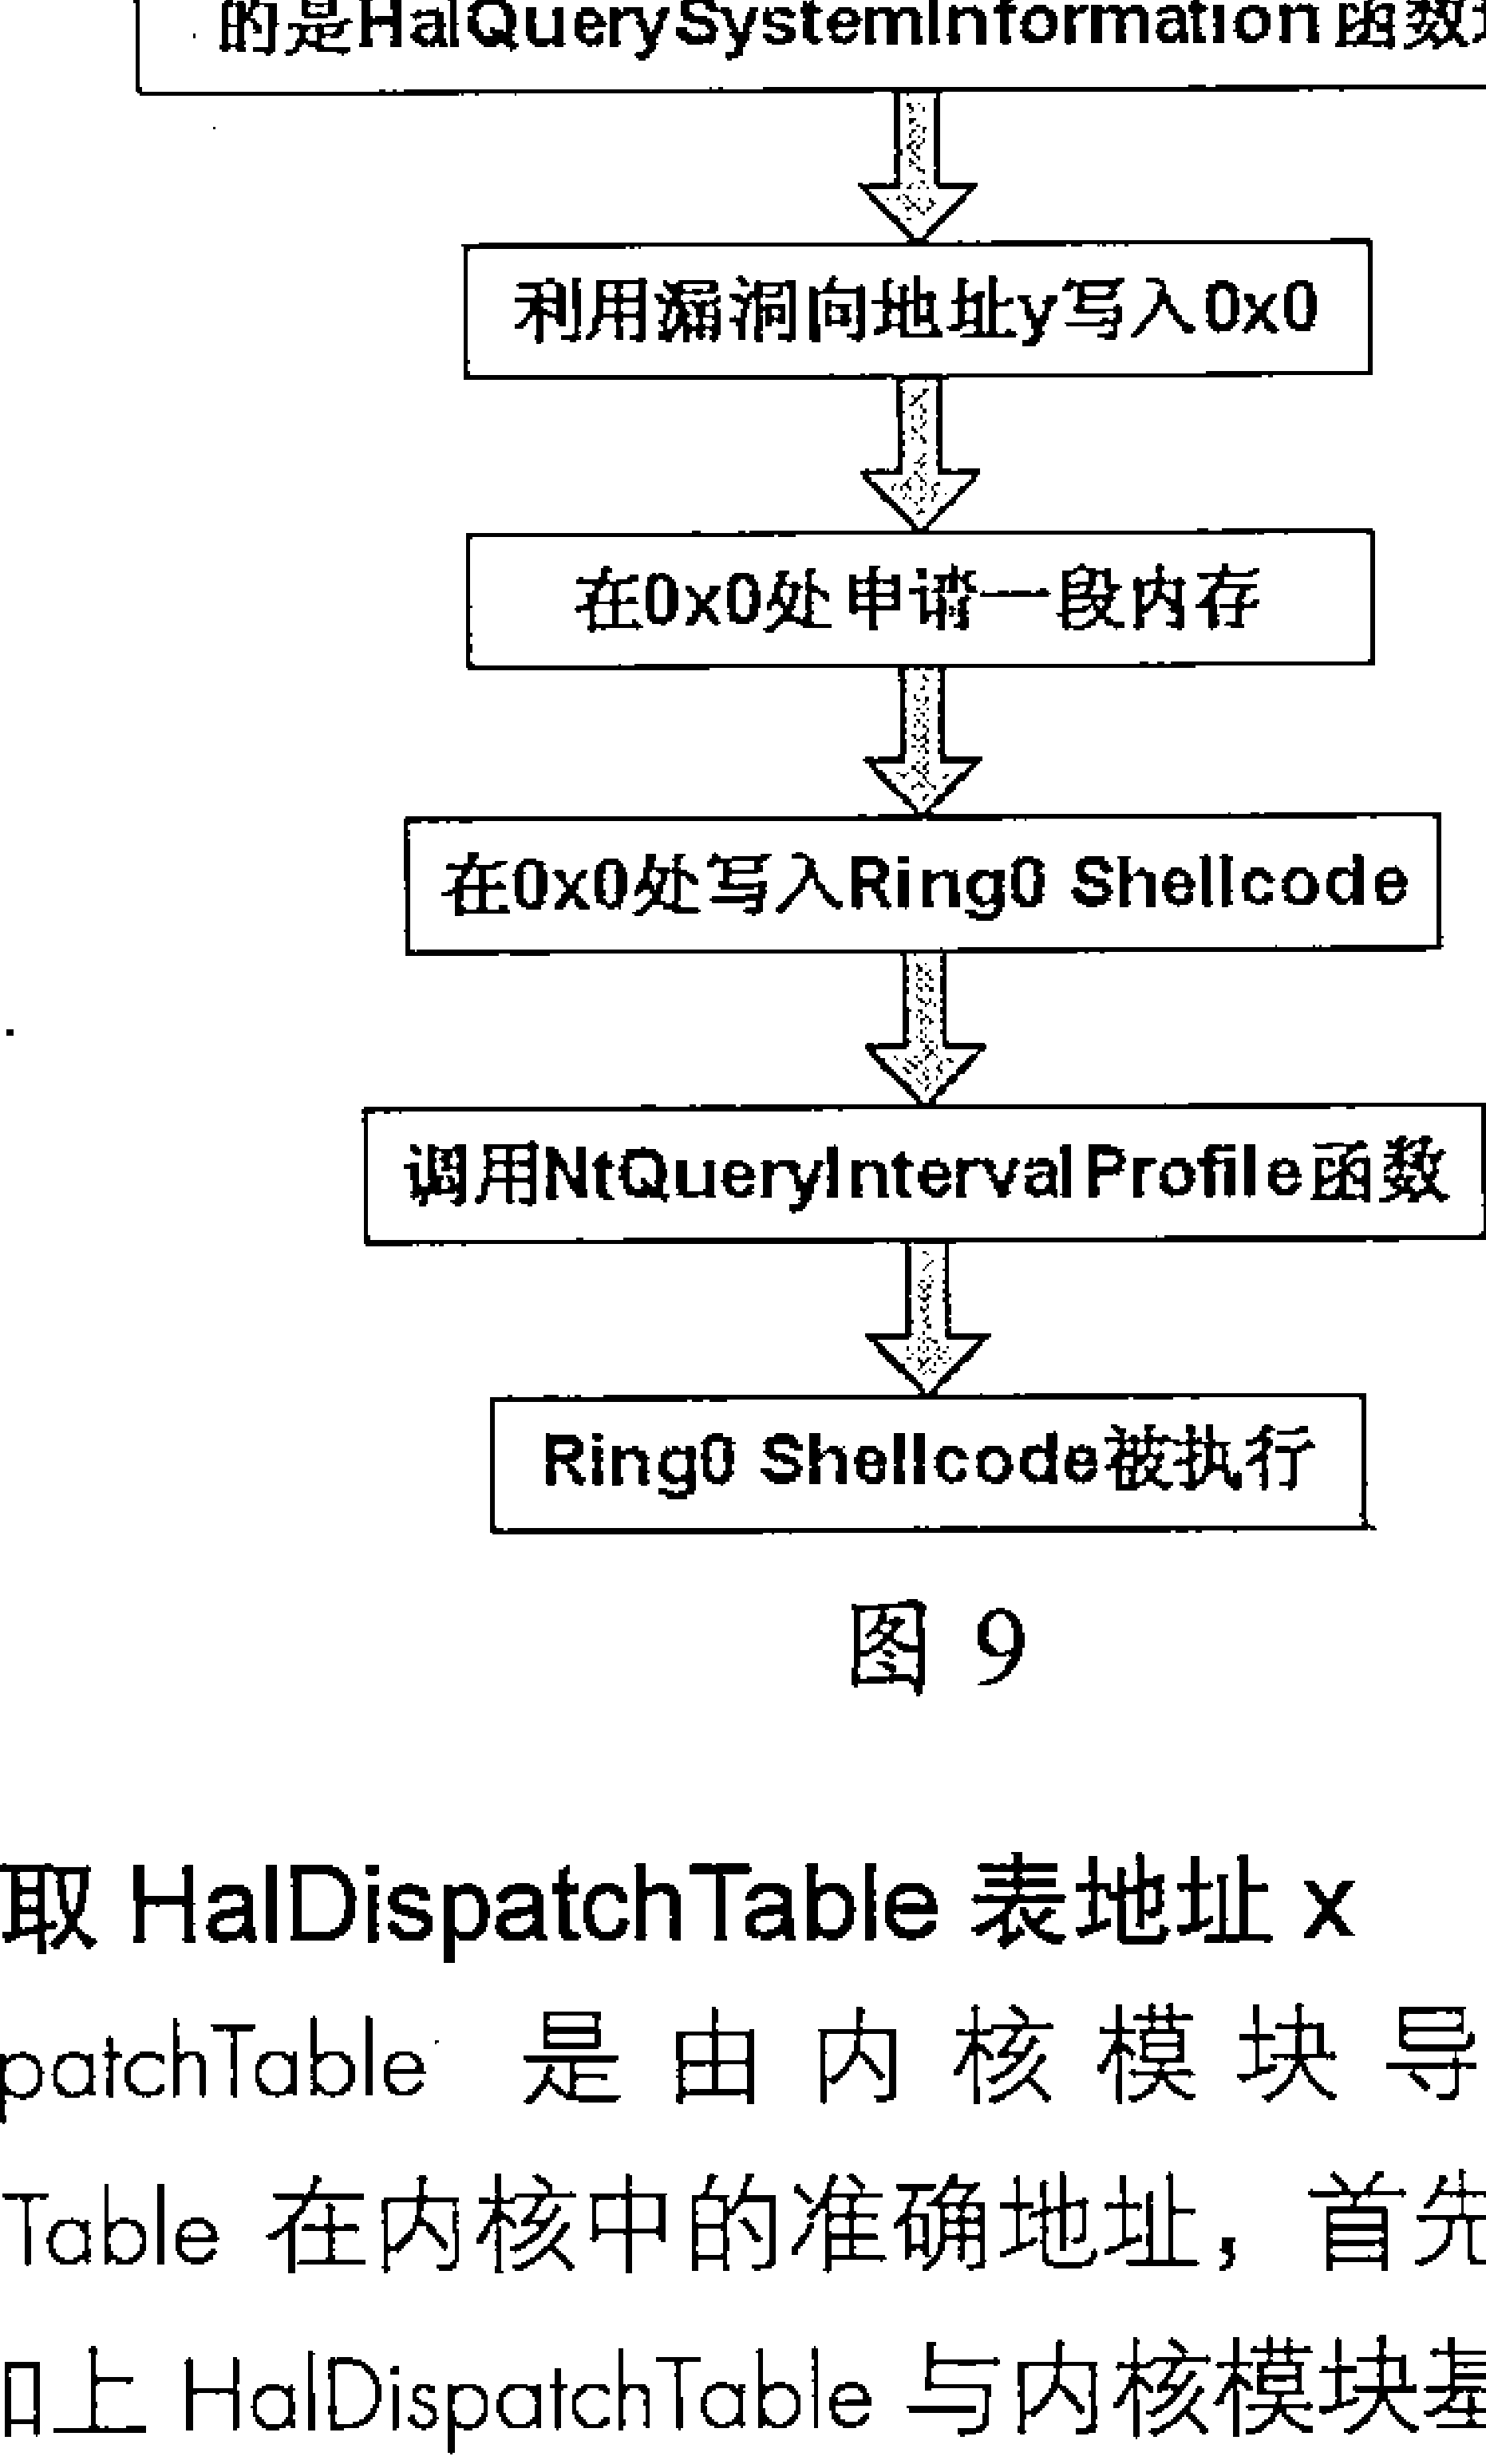 的是HalQuerySystemInformation函数
利用漏洞向地址y写入0x0
在0x0处申请一段内存
在0x0处写入Ring0 Shellcode
调用NtQueryIntervalProfile函数
Ring0 Shellcode被执行
图 9
取 HalDispatchTable 表地址 x
patchTable 是由内核模块导
Table 在内核中的准确地址，首先
上 HalDispatchTable 与内核模块基